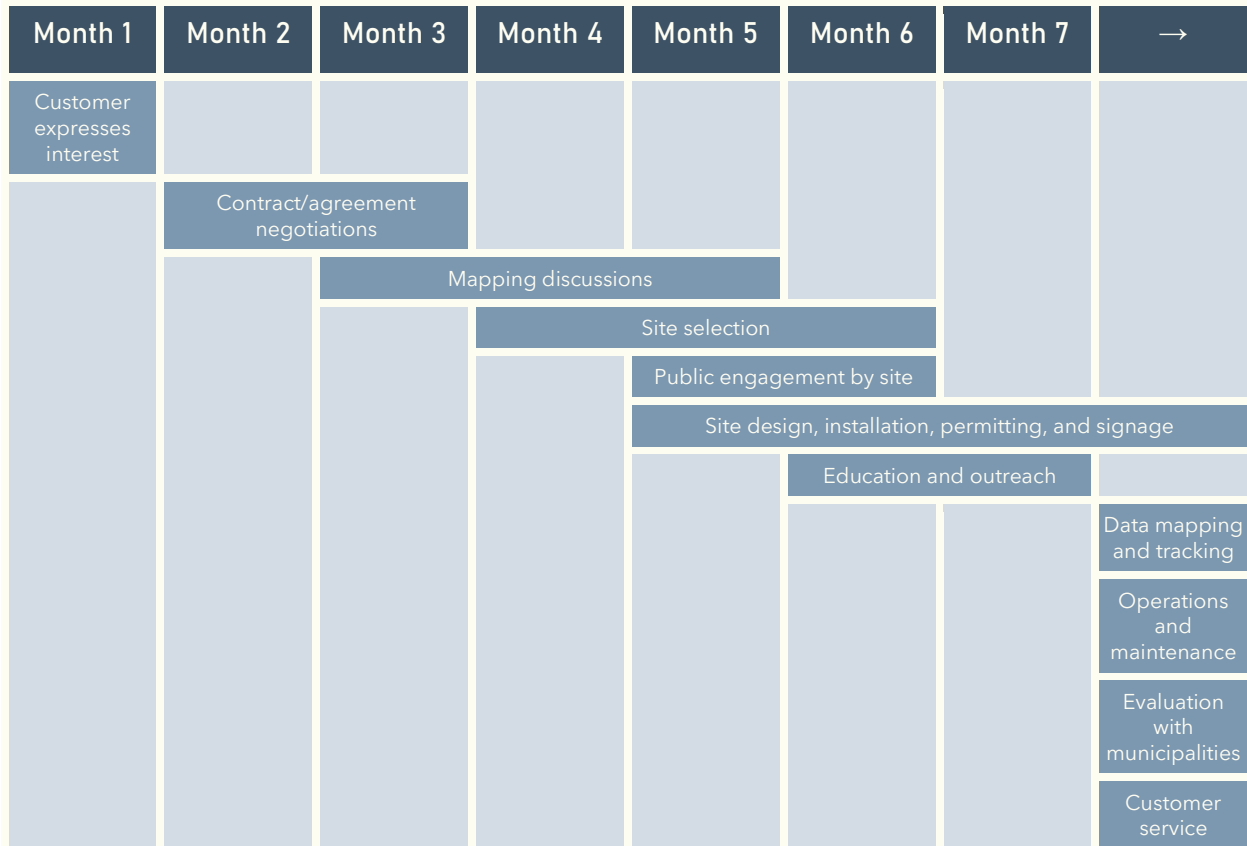 Month 1 Month 2 Month 3 Month 4 Month 5 Month 6 Month 7 →
Customer
expresses
interest
Contract/agreement
negotiations
Mapping discussions
Site selection
Public engagement by site
Site design, installation, permitting, and signage
Education and outreach
Data mapping
and tracking
Operations
and
maintenance
Evaluation
with
municipalities
Customer
service